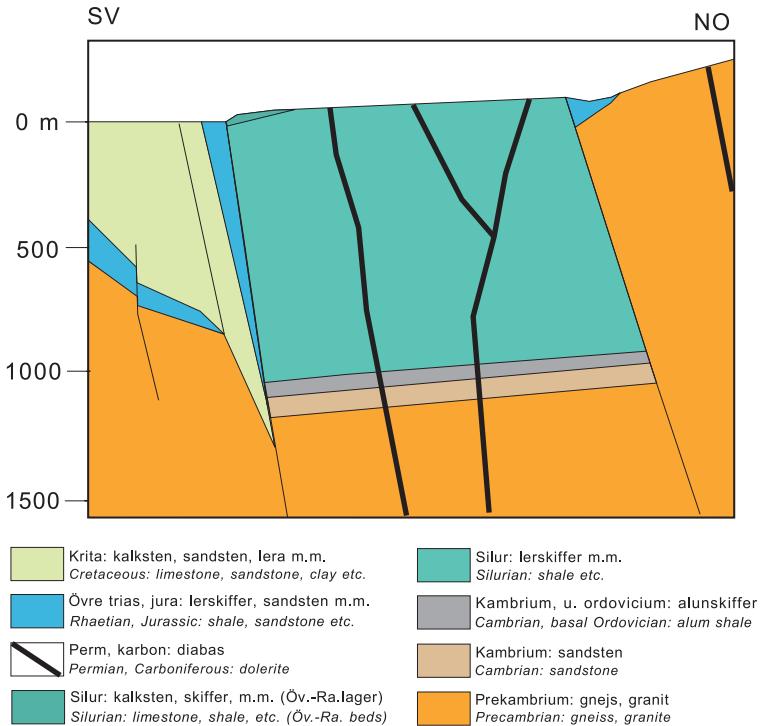 SV
NO
0 m
500
1000
1500
Krita: kalksten, sandsten, lera m.m.
Cretaceous: limestone, sandstone, clay etc.
Övre trias, jura: lerskiffer, sandsten m.m.
Rhaetian, Jurassic: shale, sandstone etc.
Perm, karbon: diabas
Permian, Carboniferous: dolerite
Silur: kalksten, skiffer, m.m. (Öv.-Ra.lager)
Silurian: limestone, shale, etc. (Öv.-Ra. beds)
Silur: lerskiffer m.m.
Silurian: shale etc.
Kambrium, u. ordovicium: alunskiffer
Cambrian, basal Ordovician: alum shale
Kambrium: sandsten
Cambrian: sandstone
Prekambrium: gnejs, granit
Precambrian: gneiss, granite